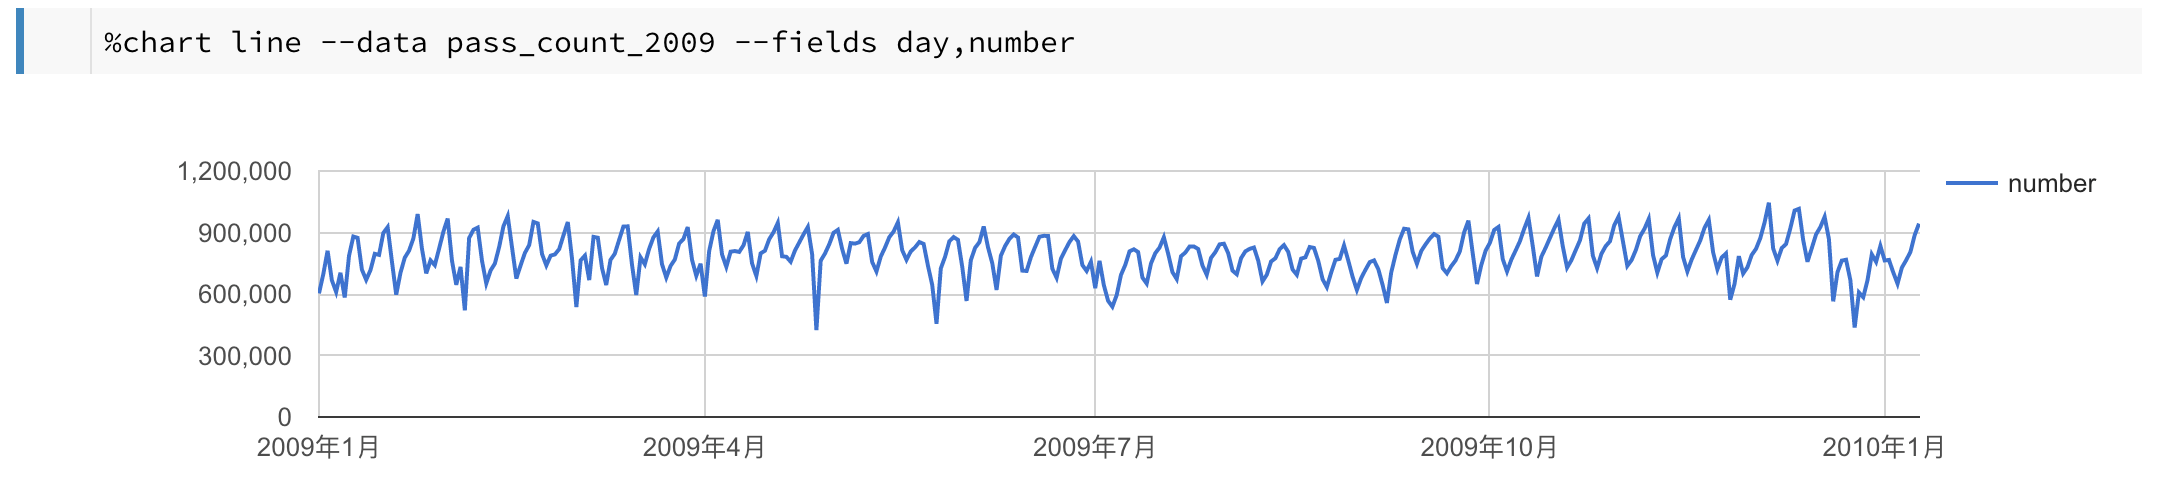 %chart line --data pass_count_2009 --fields day,number
1,200,000
number
900,000
600,000
300,000
0
2009年1月 2009年4月 2009年7月 2009年10月 2010年1月